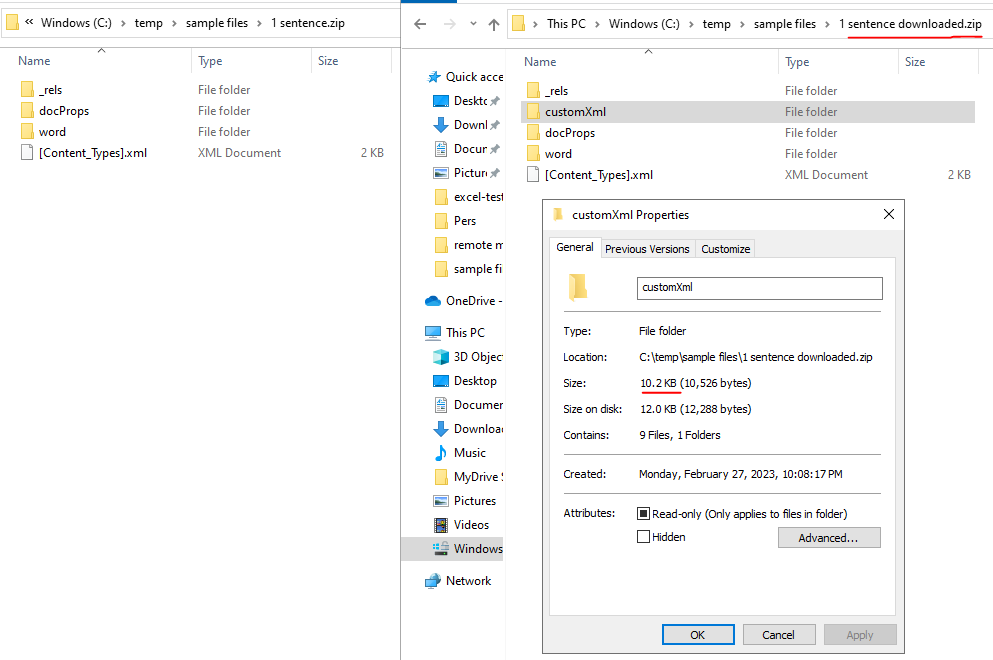 « Windows (C:) › temp › sample files › 1 sentence.zip
Name Type Size
_rels File folder
docProps File folder
word File folder
[Content_Types].xml XML Document 2 KB
› This PC › Windows (C:) › temp › sample files › 1 sentence downloaded.zip
Name Type Size
Quick acce
Deskto
Downl
Docum
Picture
excel-test
Pers
remote m
sample fi
OneDrive -
This PC
3D Objec
Desktop
Documen
Downloac
Music
MyDrive S
Pictures
Videos
Windows
Network
_rels File folder
customXml File folder
docProps File folder
word File folder
[Content_Types].xml XML Document 2 KB
customXml Properties
General Previous Versions Customize
customXml
Type: File folder
Location: C:\temp\sample files\1 sentence downloaded.zip
Size: 10.2 KB (10,526 bytes)
Size on disk: 12.0 KB (12,288 bytes)
Contains: 9 Files, 1 Folders
Created: Monday, February 27, 2023, 10:08:17 PM
Attributes: Read-only (Only applies to files in folder)
Hidden Advanced...
OK Cancel Apply